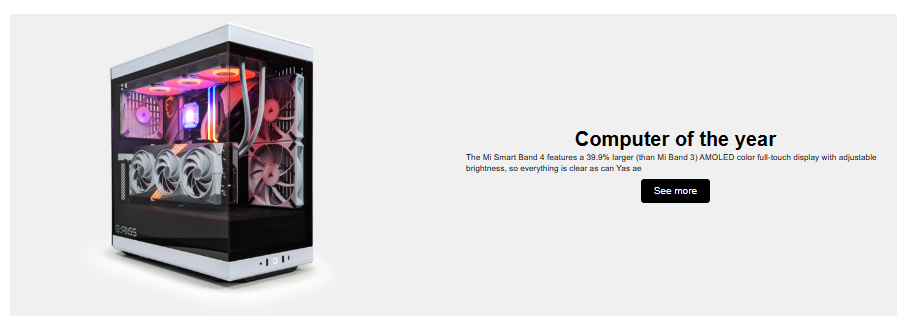 Computer of the year
The Mi Smart Band 4 features a 39.9% larger (than Mi Band 3) AMOLED color full-touch display with adjustable
brightness, so everything is clear as can Yas ae
See more